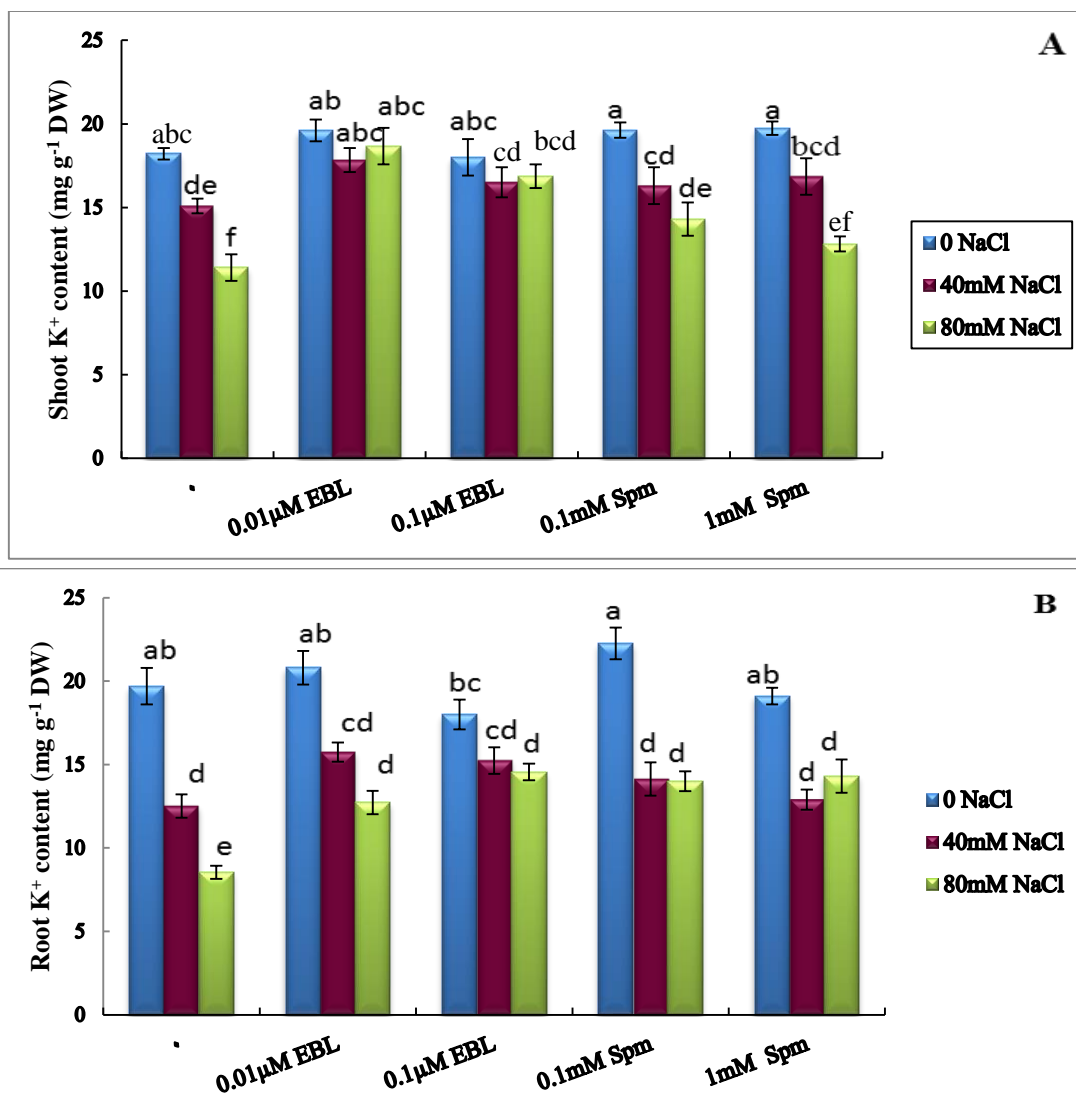 A
Shoot K⁺ content (mg g⁻¹ DW)
25
20
15
10
5
0
abc
de
f
ab
abc
abc
abc
cd
bcd
a
cd
de
a
bcd
ef
0.01μM EBL
0.1μM EBL
0.1mM Spm
1mM Spm
0 NaCl
40mM NaCl
80mM NaCl
B
Root K⁺ content (mg g⁻¹ DW)
25
20
15
10
5
0
ab
d
e
ab
cd
d
bc
cd
d
a
d
d
ab
d
d
0.01μM EBL
0.1μM EBL
0.1mM Spm
1mM Spm
0 NaCl
40mM NaCl
80mM NaCl